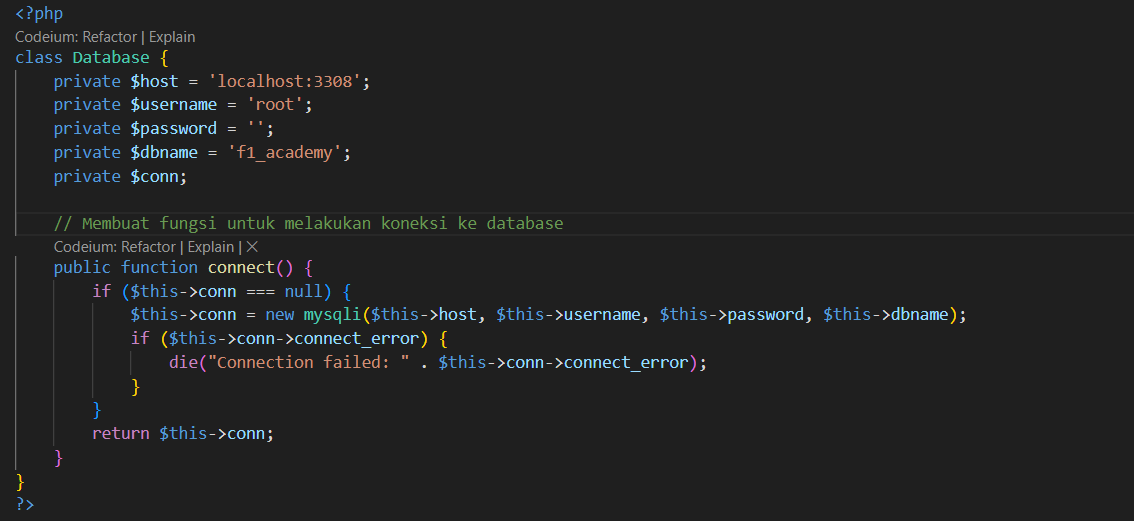 <?php
Codeium: Refactor | Explain
class Database {
    private $host = 'localhost:3308';
    private $username = 'root';
    private $password = '';
    private $dbname = 'f1_academy';
    private $conn;

    // Membuat fungsi untuk melakukan koneksi ke database
    Codeium: Refactor | Explain | ×
    public function connect() {
        if ($this->conn === null) {
            $this->conn = new mysqli($this->host, $this->username, $this->password, $this->dbname);
            if ($this->conn->connect_error) {
                die("Connection failed: " . $this->conn->connect_error);
            }
        }
        return $this->conn;
    }
}
?>